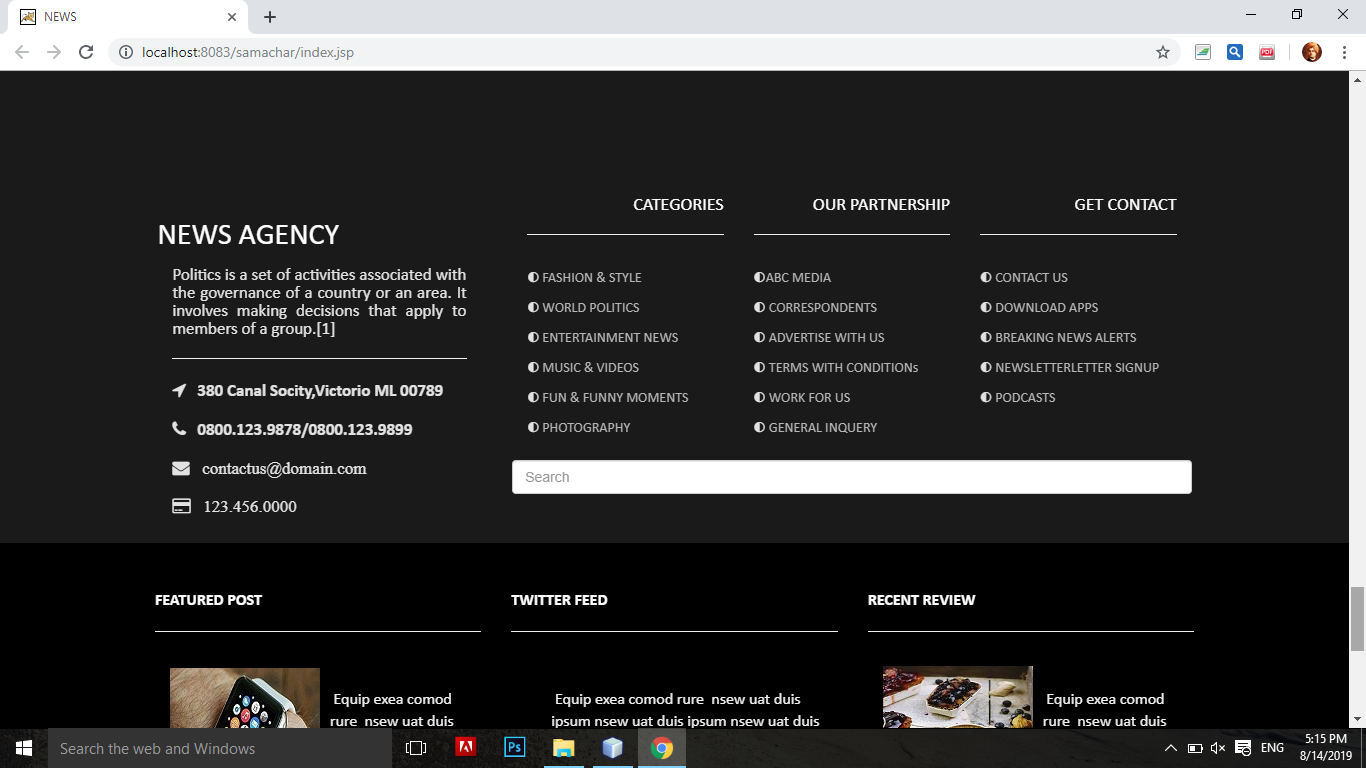 NEWS
localhost:8083/samachar/index.jsp
PDF
CATEGORIES
OUR PARTNERSHIP
GET CONTACT
NEWS AGENCY
Politics is a set of activities associated with
the governance of a country or an area. It
involves making decisions that apply to
members of a group.[1]
380 Canal Socity,Victorio ML 00789
0800.123.9878/0800.123.9899
contactus@domain.com
123.456.0000
FASHION & STYLE
WORLD POLITICS
ENTERTAINMENT NEWS
MUSIC & VIDEOS
FUN & FUNNY MOMENTS
PHOTOGRAPHY
ABC MEDIA
CORRESPONDENTS
ADVERTISE WITH US
TERMS WITH CONDITIONs
WORK FOR US
GENERAL INQUERY
CONTACT US
DOWNLOAD APPS
BREAKING NEWS ALERTS
NEWSLETTERLETTER SIGNUP
PODCASTS
Search
FEATURED POST
Equip exea comod
rure nsew uat duis
TWITTER FEED
Equip exea comod rure nsew uat duis
ipsum nsew uat duis ipsum nsew uat duis
RECENT REVIEW
Equip exea comod
rure nsew uat duis
Search the web and Windows
Ps
ENG
5:15 PM
8/14/2019